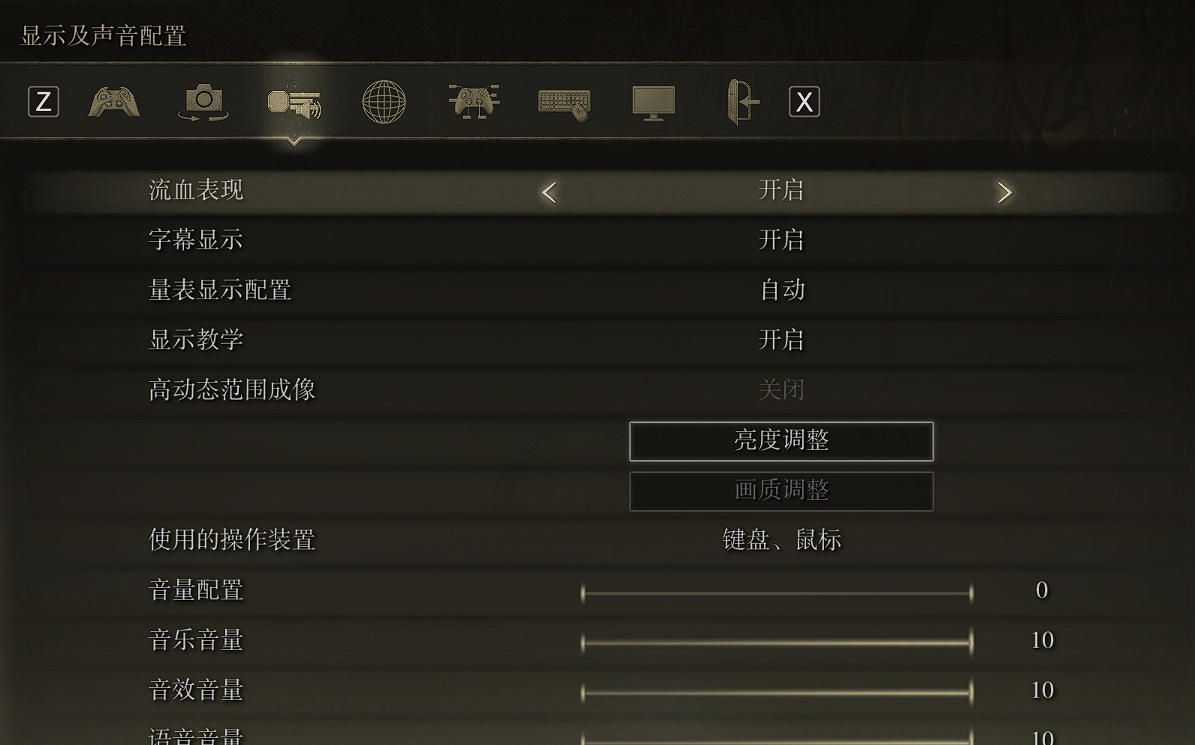 显示及声音配置
Z X
流血表现 开启
字幕显示 开启
量表显示配置 自动
显示教学 开启
高动态范围成像 关闭
亮度调整
画质调整
使用的操作装置 键盘、鼠标
音量配置 0
音乐音量 10
音效音量 10
语音音量 10